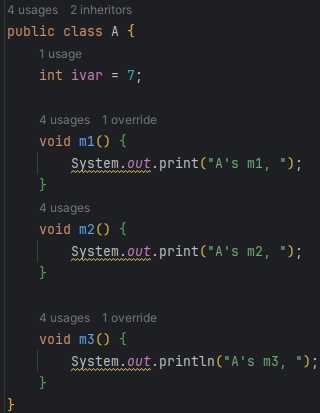 4 usages   2 inheritors
public class A {
    1 usage
    int ivar = 7;

    4 usages   1 override
    void m1() {
        System.out.print("A's m1, ");
    }
    4 usages
    void m2() {
        System.out.print("A's m2, ");
    }

    4 usages   1 override
    void m3() {
        System.out.println("A's m3, ");
    }
}